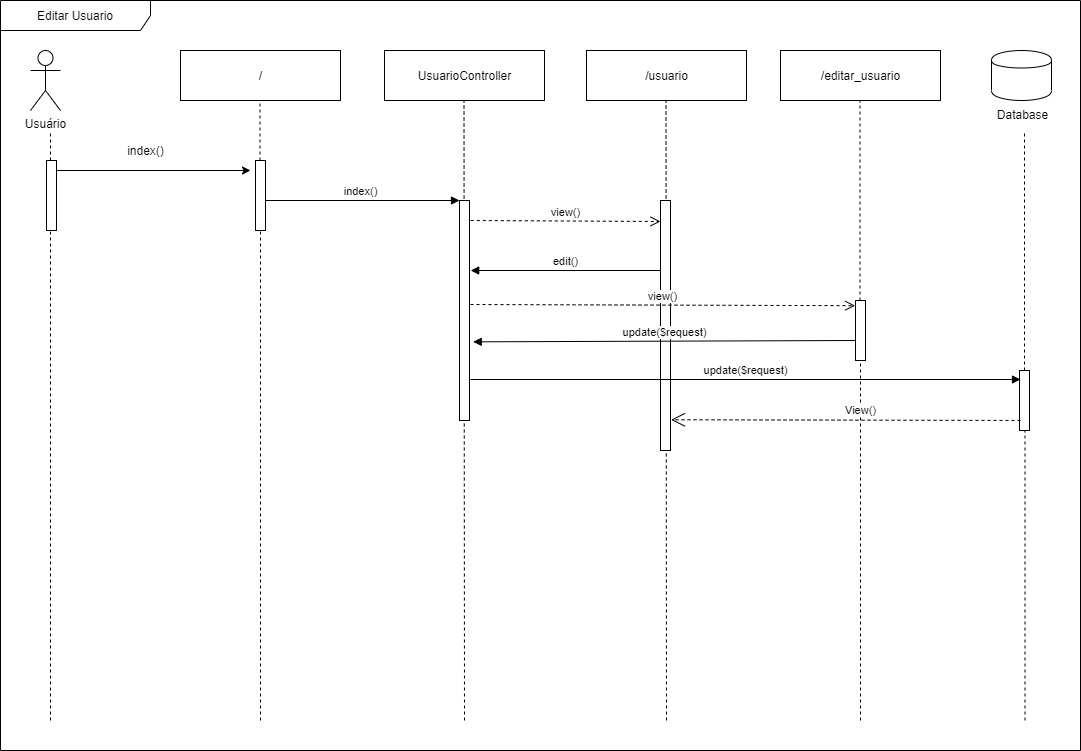 Editar Usuario
/
UsuarioController
/usuario
/editar_usuario
Usuário
Database
index()
index()
view()
edit()
view()
update($request)
update($request)
View()